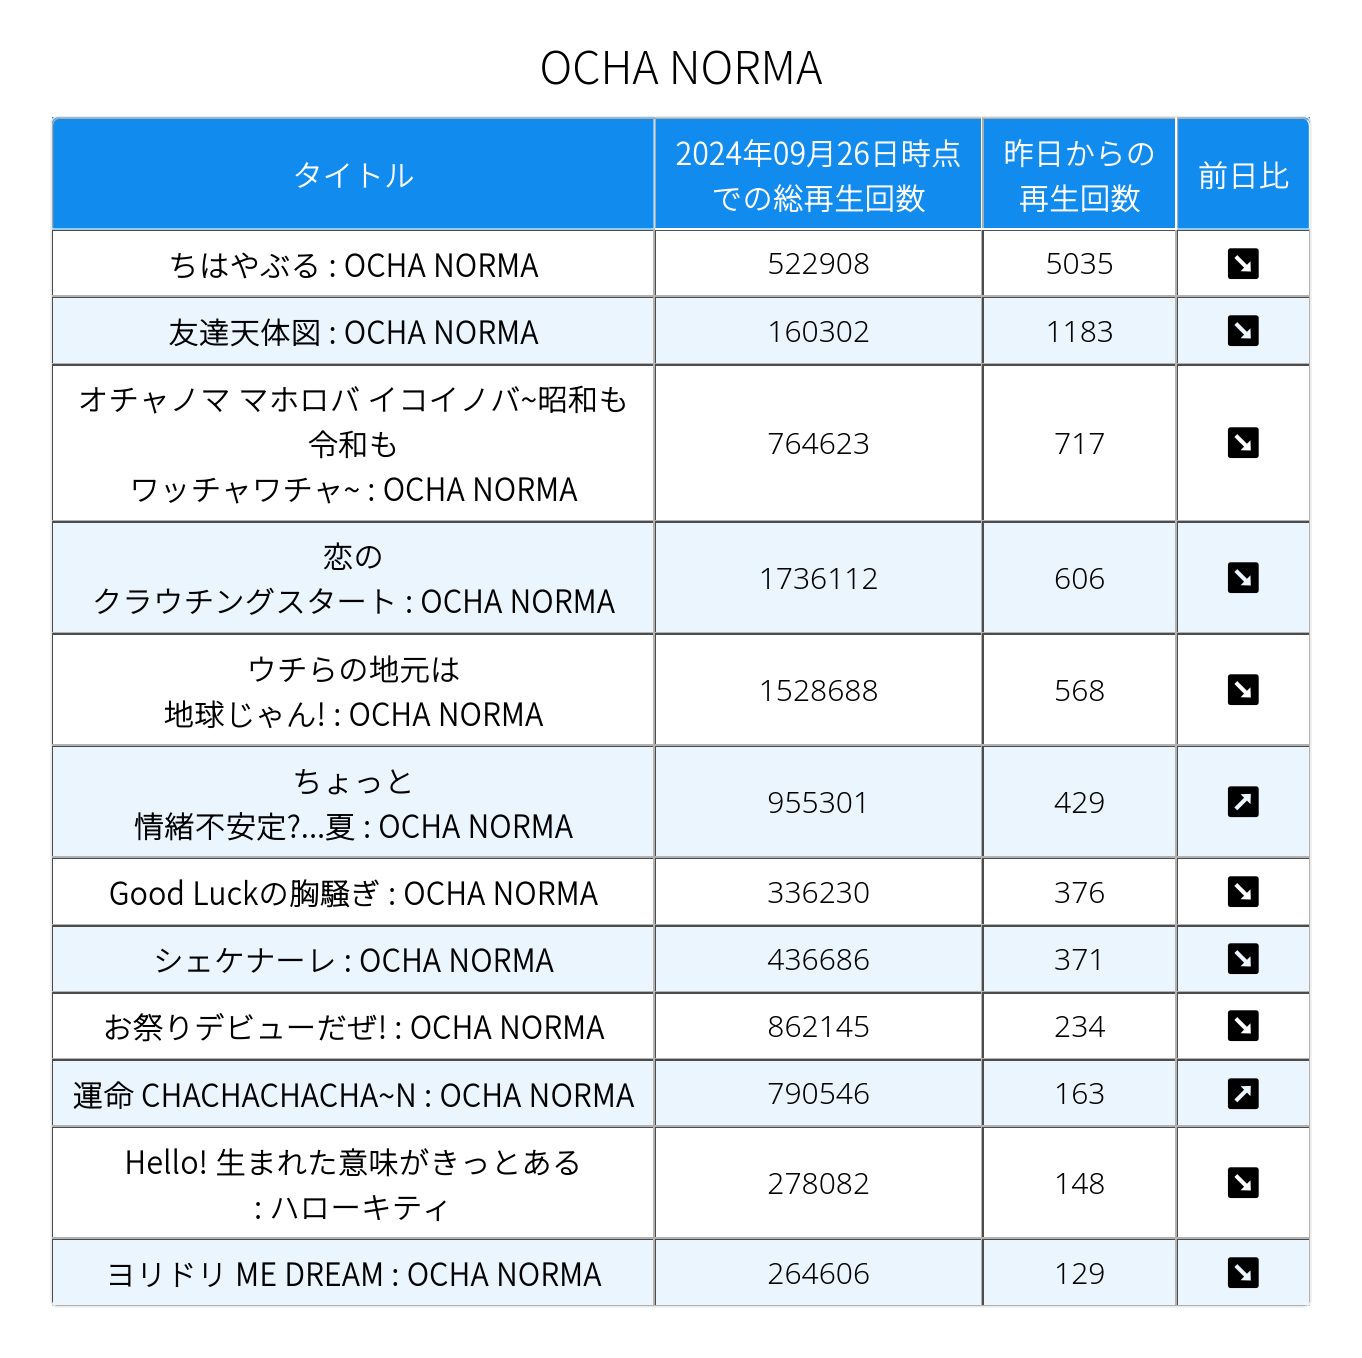 OCHA NORMA
タイトル
2024年09月26日時点
での総再生回数
昨日からの
再生回数
前日比
ちはやぶる : OCHA NORMA
522908
5035
友達天体図 : OCHA NORMA
160302
1183
オチャノマ マホロバ イコイノバ~昭和も
令和も
ワッチャワチャ~ : OCHA NORMA
764623
717
恋の
クラウチングスタート : OCHA NORMA
1736112
606
ウチらの地元は
地球じゃん! : OCHA NORMA
1528688
568
ちょっと
情緒不安定?...夏 : OCHA NORMA
955301
429
Good Luckの胸騒ぎ : OCHA NORMA
336230
376
シェケナーレ : OCHA NORMA
436686
371
お祭りデビューだぜ! : OCHA NORMA
862145
234
運命 CHACHACHACHA~N : OCHA NORMA
790546
163
Hello! 生まれた意味がきっとある
: ハローキティ
278082
148
ヨリドリ ME DREAM : OCHA NORMA
264606
129